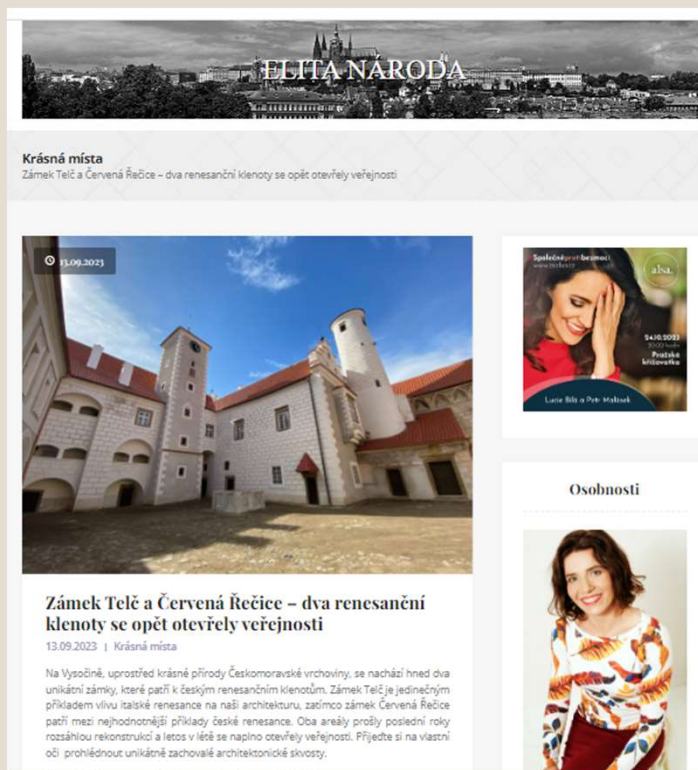 ELITA NÁRODA
Krásná místa
Zámek Telč a Červená Řečice – dva renesanční klenoty se opět otevřely veřejnosti
13.09.2023
Společněprotibezmoci
alsa.
24.10.2023
20:00 hodin
Pražská
křižovatka
Lucie Bílá a Petr Malásek
Osobnosti
Zámek Telč a Červená Řečice – dva renesanční
klenoty se opět otevřely veřejnosti
13.09.2023 | Krásná místa
Na Vysočině, uprostřed krásné přírody Českomoravské vrchoviny, se nachází hned dva
unikátní zámky, které patří k českým renesančním klenotům. Zámek Telč je jedinečným
příkladem vlivu italské renesance na naši architekturu, zatímco zámek Červená Řečice
patří mezi nejhodnotnější příklady české renesance. Oba areály prošly poslední roky
rozsáhlou rekonstrukcí a letos v létě se naplno otevřely veřejnosti. Přijeďte si na vlastní
oči prohlédnout unikátně zachovalé architektonické skvosty.